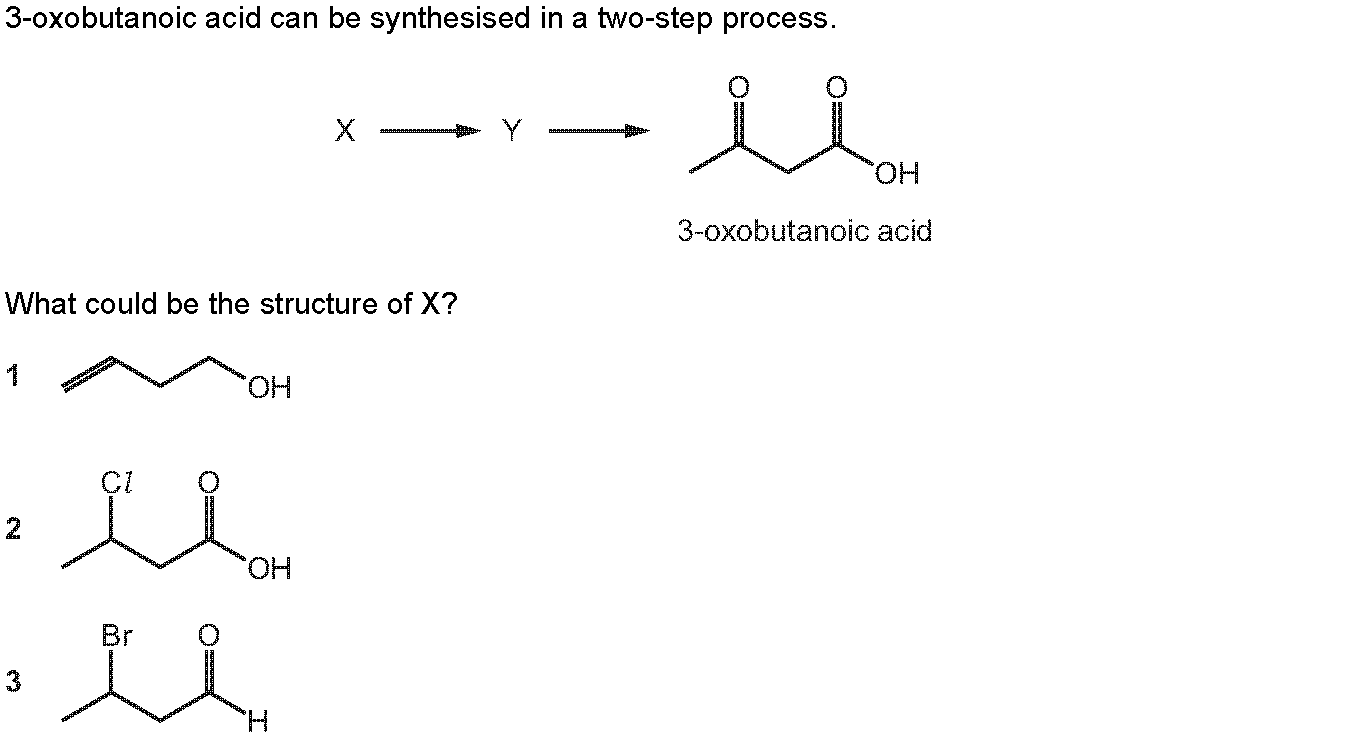 3-oxobutanoic acid can be synthesised in a two-step process.
O O
X Y
OH
3-oxobutanoic acid
What could be the structure of X?
1
OH
Cl O
2
OH
Br O
3
H